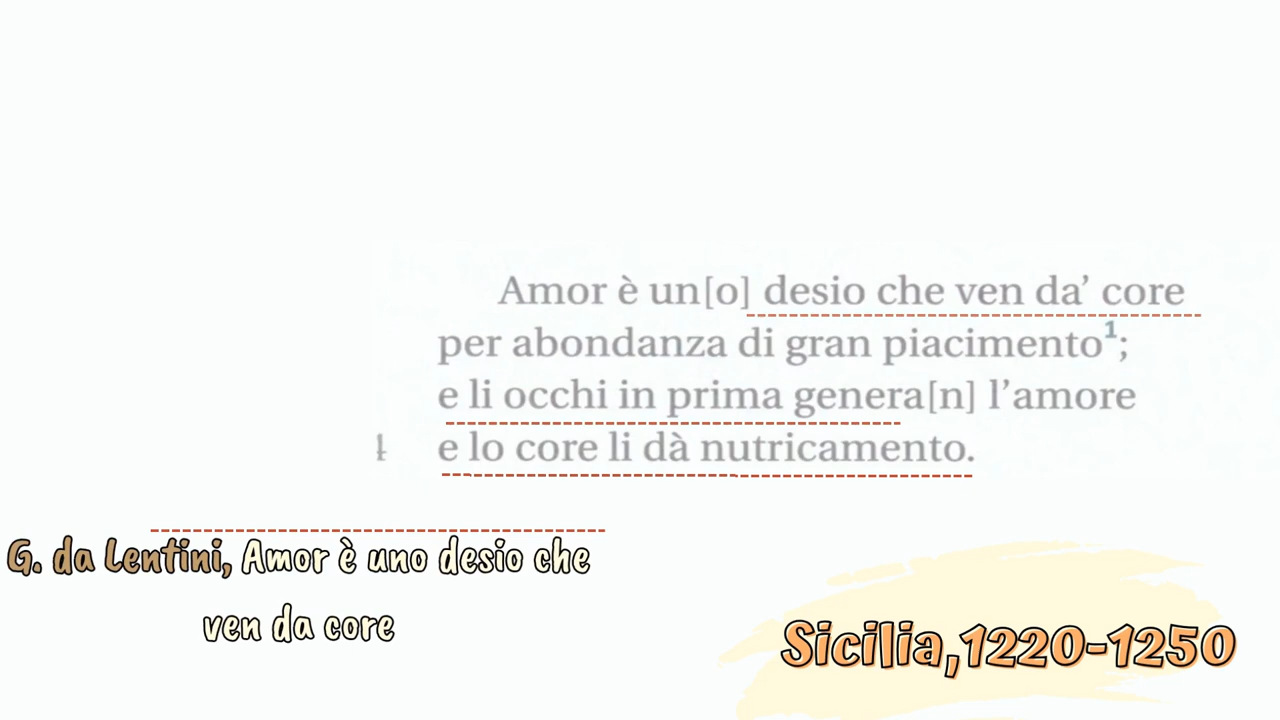 Amor è un[o] desio che ven da’ core
per abondanza di gran piacimento¹;
e li occhi in prima genera[n] l’amore
4 e lo core li dà nutricamento.
G. da Lentini, Amor è uno desio che
ven da core
Sicilia,1220-1250